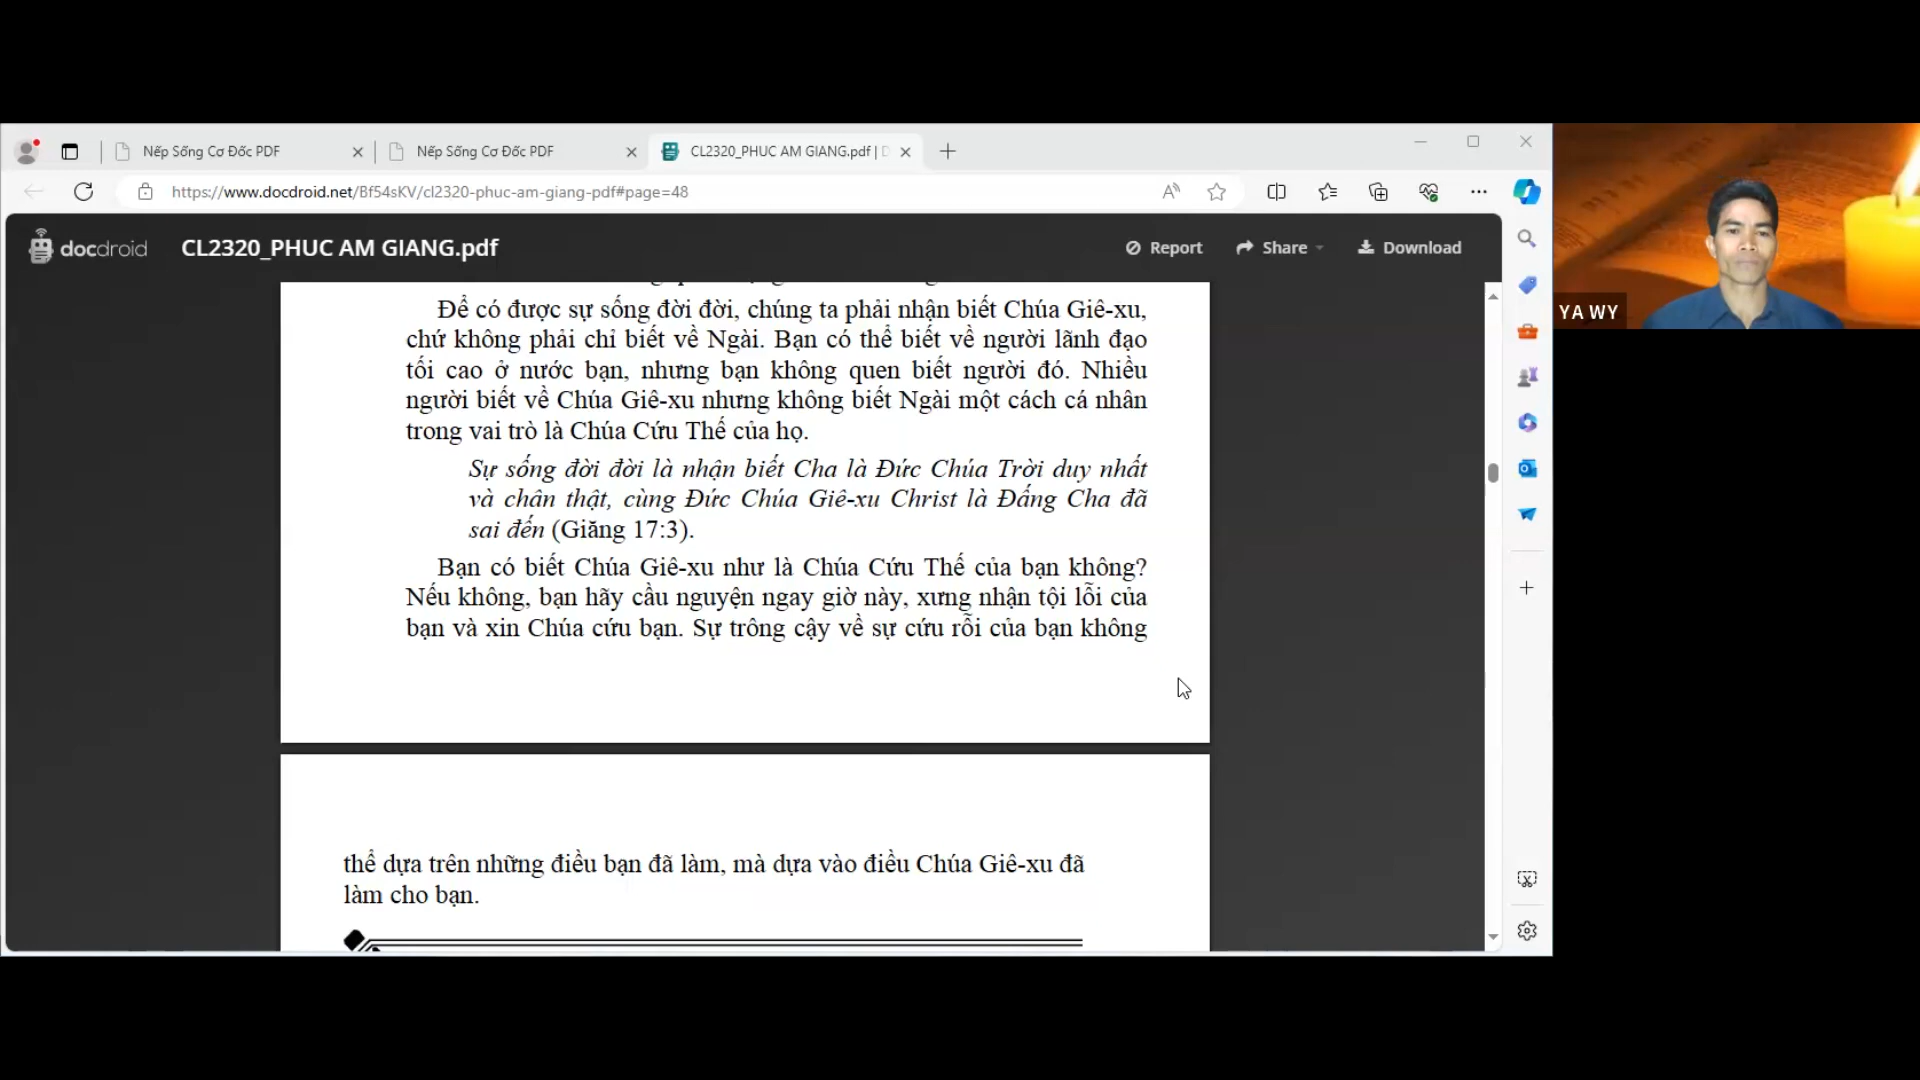 Nếp Sống Cơ Đốc PDF
Nếp Sống Cơ Đốc PDF
CL2320_PHUC AM GIANG.pdf | D
https://www.docdroid.net/Bf54sKV/cl2320-phuc-am-giang-pdf#page=48
docdroid
CL2320_PHUC AM GIANG.pdf
Report
Share
Download
YA WY
Để có được sự sống đời đời, chúng ta phải nhận biết Chúa Giê-xu,
chứ không phải chỉ biết về Ngài. Bạn có thể biết về người lãnh đạo
tối cao ở nước bạn, nhưng bạn không quen biết người đó. Nhiều
người biết về Chúa Giê-xu nhưng không biết Ngài một cách cá nhân
trong vai trò là Chúa Cứu Thế của họ.
Sự sống đời đời là nhận biết Cha là Đức Chúa Trời duy nhất
và chân thật, cùng Đức Chúa Giê-xu Christ là Đấng Cha đã
sai đến (Giăng 17:3).
Bạn có biết Chúa Giê-xu như là Chúa Cứu Thế của bạn không?
Nếu không, bạn hãy cầu nguyện ngay giờ này, xưng nhận tội lỗi của
bạn và xin Chúa cứu bạn. Sự trông cậy về sự cứu rỗi của bạn không
thể dựa trên những điều bạn đã làm, mà dựa vào điều Chúa Giê-xu đã
làm cho bạn.